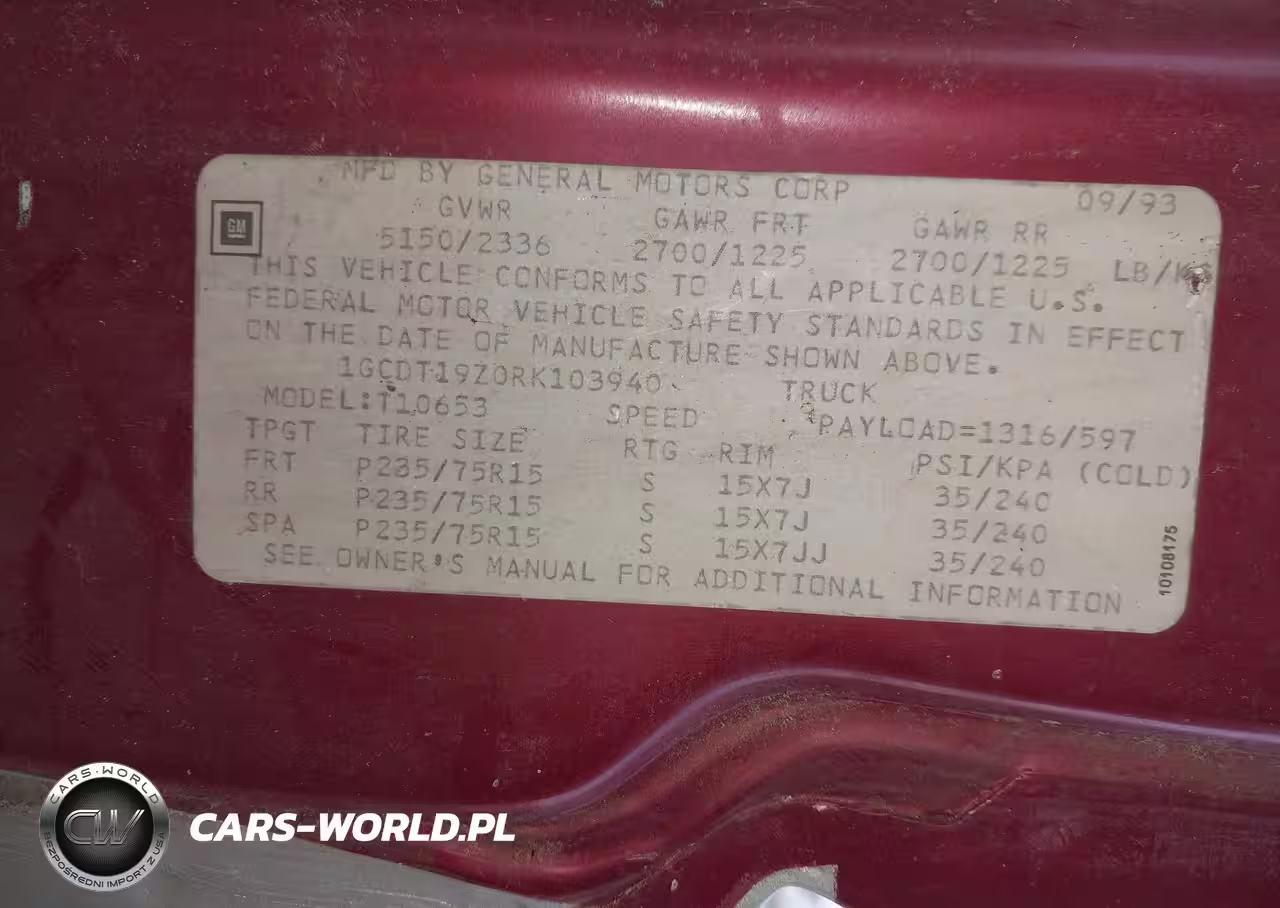 MFD BY GENERAL MOTORS CORP 09/93
GM
GVWR GAWR FRT GAWR RR
5150/2336 2700/1225 2700/1225 LB/KG
THIS VEHICLE CONFORMS TO ALL APPLICABLE U.S.
FEDERAL MOTOR VEHICLE SAFETY STANDARDS IN EFFECT
ON THE DATE OF MANUFACTURE SHOWN ABOVE.
1GCDT19Z0RK103940 TRUCK
MODEL:T10653 SPEED PAYLOAD=1316/597
TPGT TIRE SIZE RTG RIM PSI/KPA (COLD)
FRT P235/75R15 S 15X7J 35/240
RR P235/75R15 S 15X7J 35/240
SPA P235/75R15 S 15X7JJ 35/240
SEE OWNER'S MANUAL FOR ADDITIONAL INFORMATION
10108175
CARS-WORLD
CW
BEZPOŚREDNI IMPORT Z USA
CARS-WORLD.PL